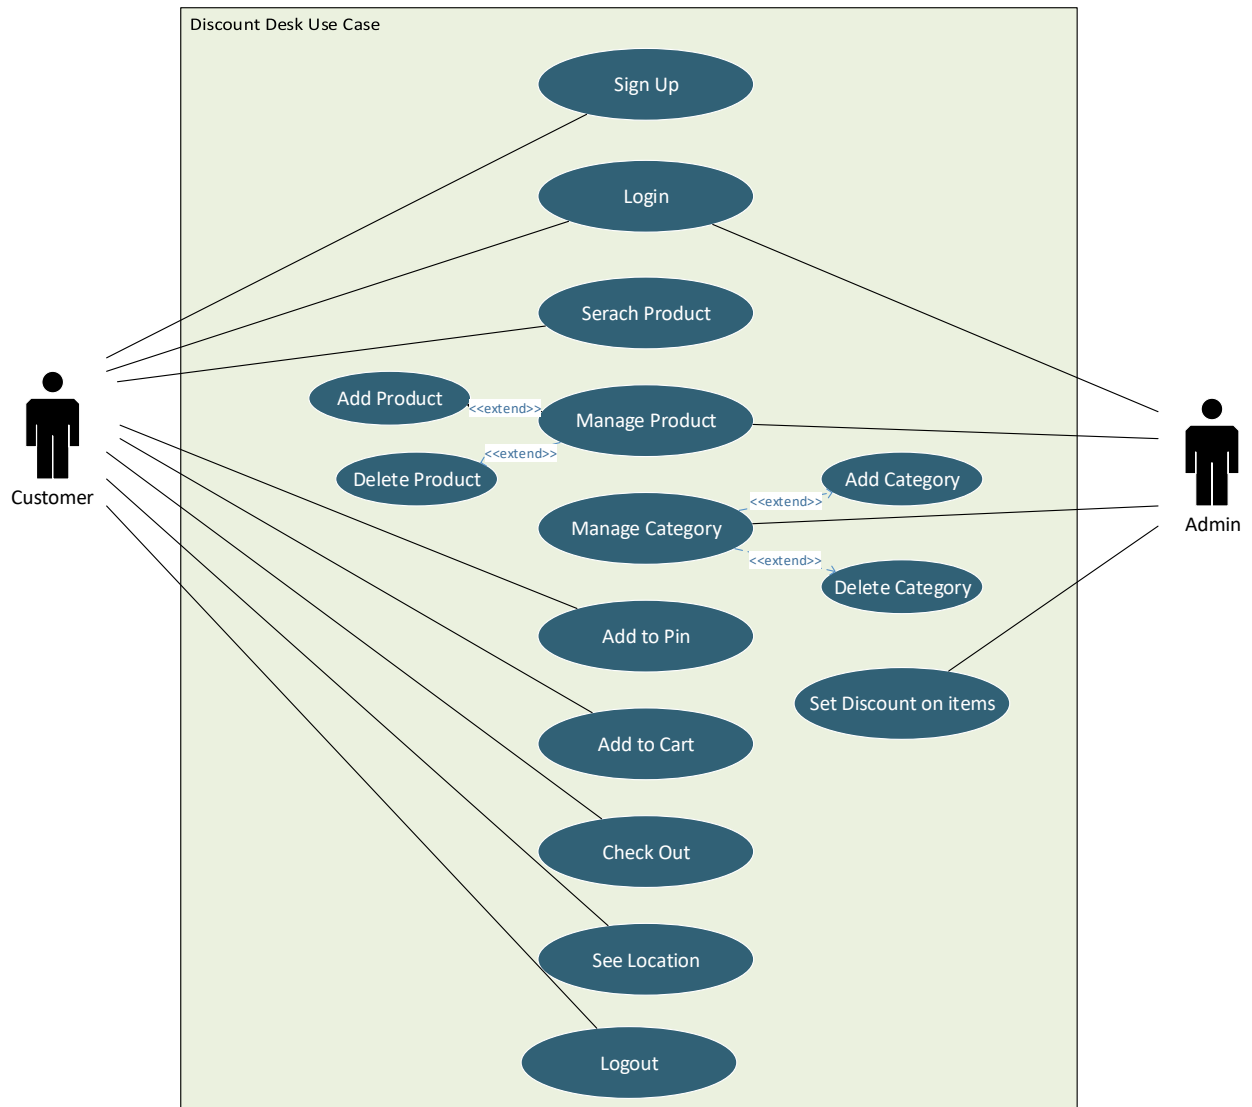 Discount Desk Use Case
Sign Up
Login
Serach Product
Add Product
<<extend>>
Manage Product
<<extend>>
Delete Product
Customer
Add Category
<<extend>>
Manage Category
Admin
<<extend>>
Delete Category
Add to Pin
Set Discount on items
Add to Cart
Check Out
See Location
Logout